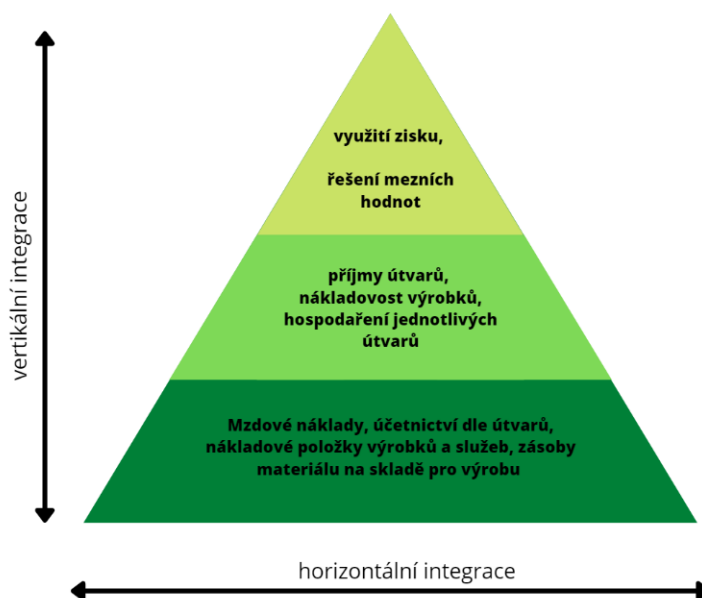 využití zisku,
řešení mezních
hodnot
příjmy útvarů,
nákladovost výrobků,
hospodaření jednotlivých
útvarů
Mzdové náklady, účetnictví dle útvarů,
nákladové položky výrobků a služeb, zásoby
materiálu na skladě pro výrobu
vertikální integrace
horizontální integrace